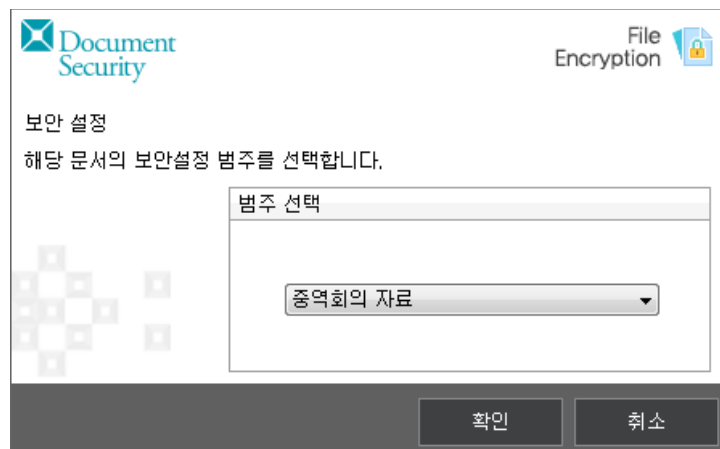 Document
Security
File
Encryption
보안 설정
해당 문서의 보안설정 범주를 선택합니다.
범주 선택
중역회의 자료
확인
취소